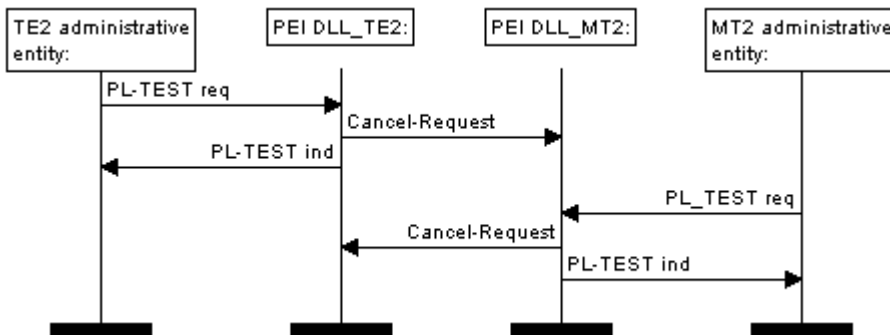 TE2 administrative
entity:
PEI DLL_TE2:
PEI DLL_MT2:
MT2 administrative
entity:
PL-TEST req
Cancel-Request
PL-TEST ind
PL_TEST req
Cancel-Request
PL-TEST ind